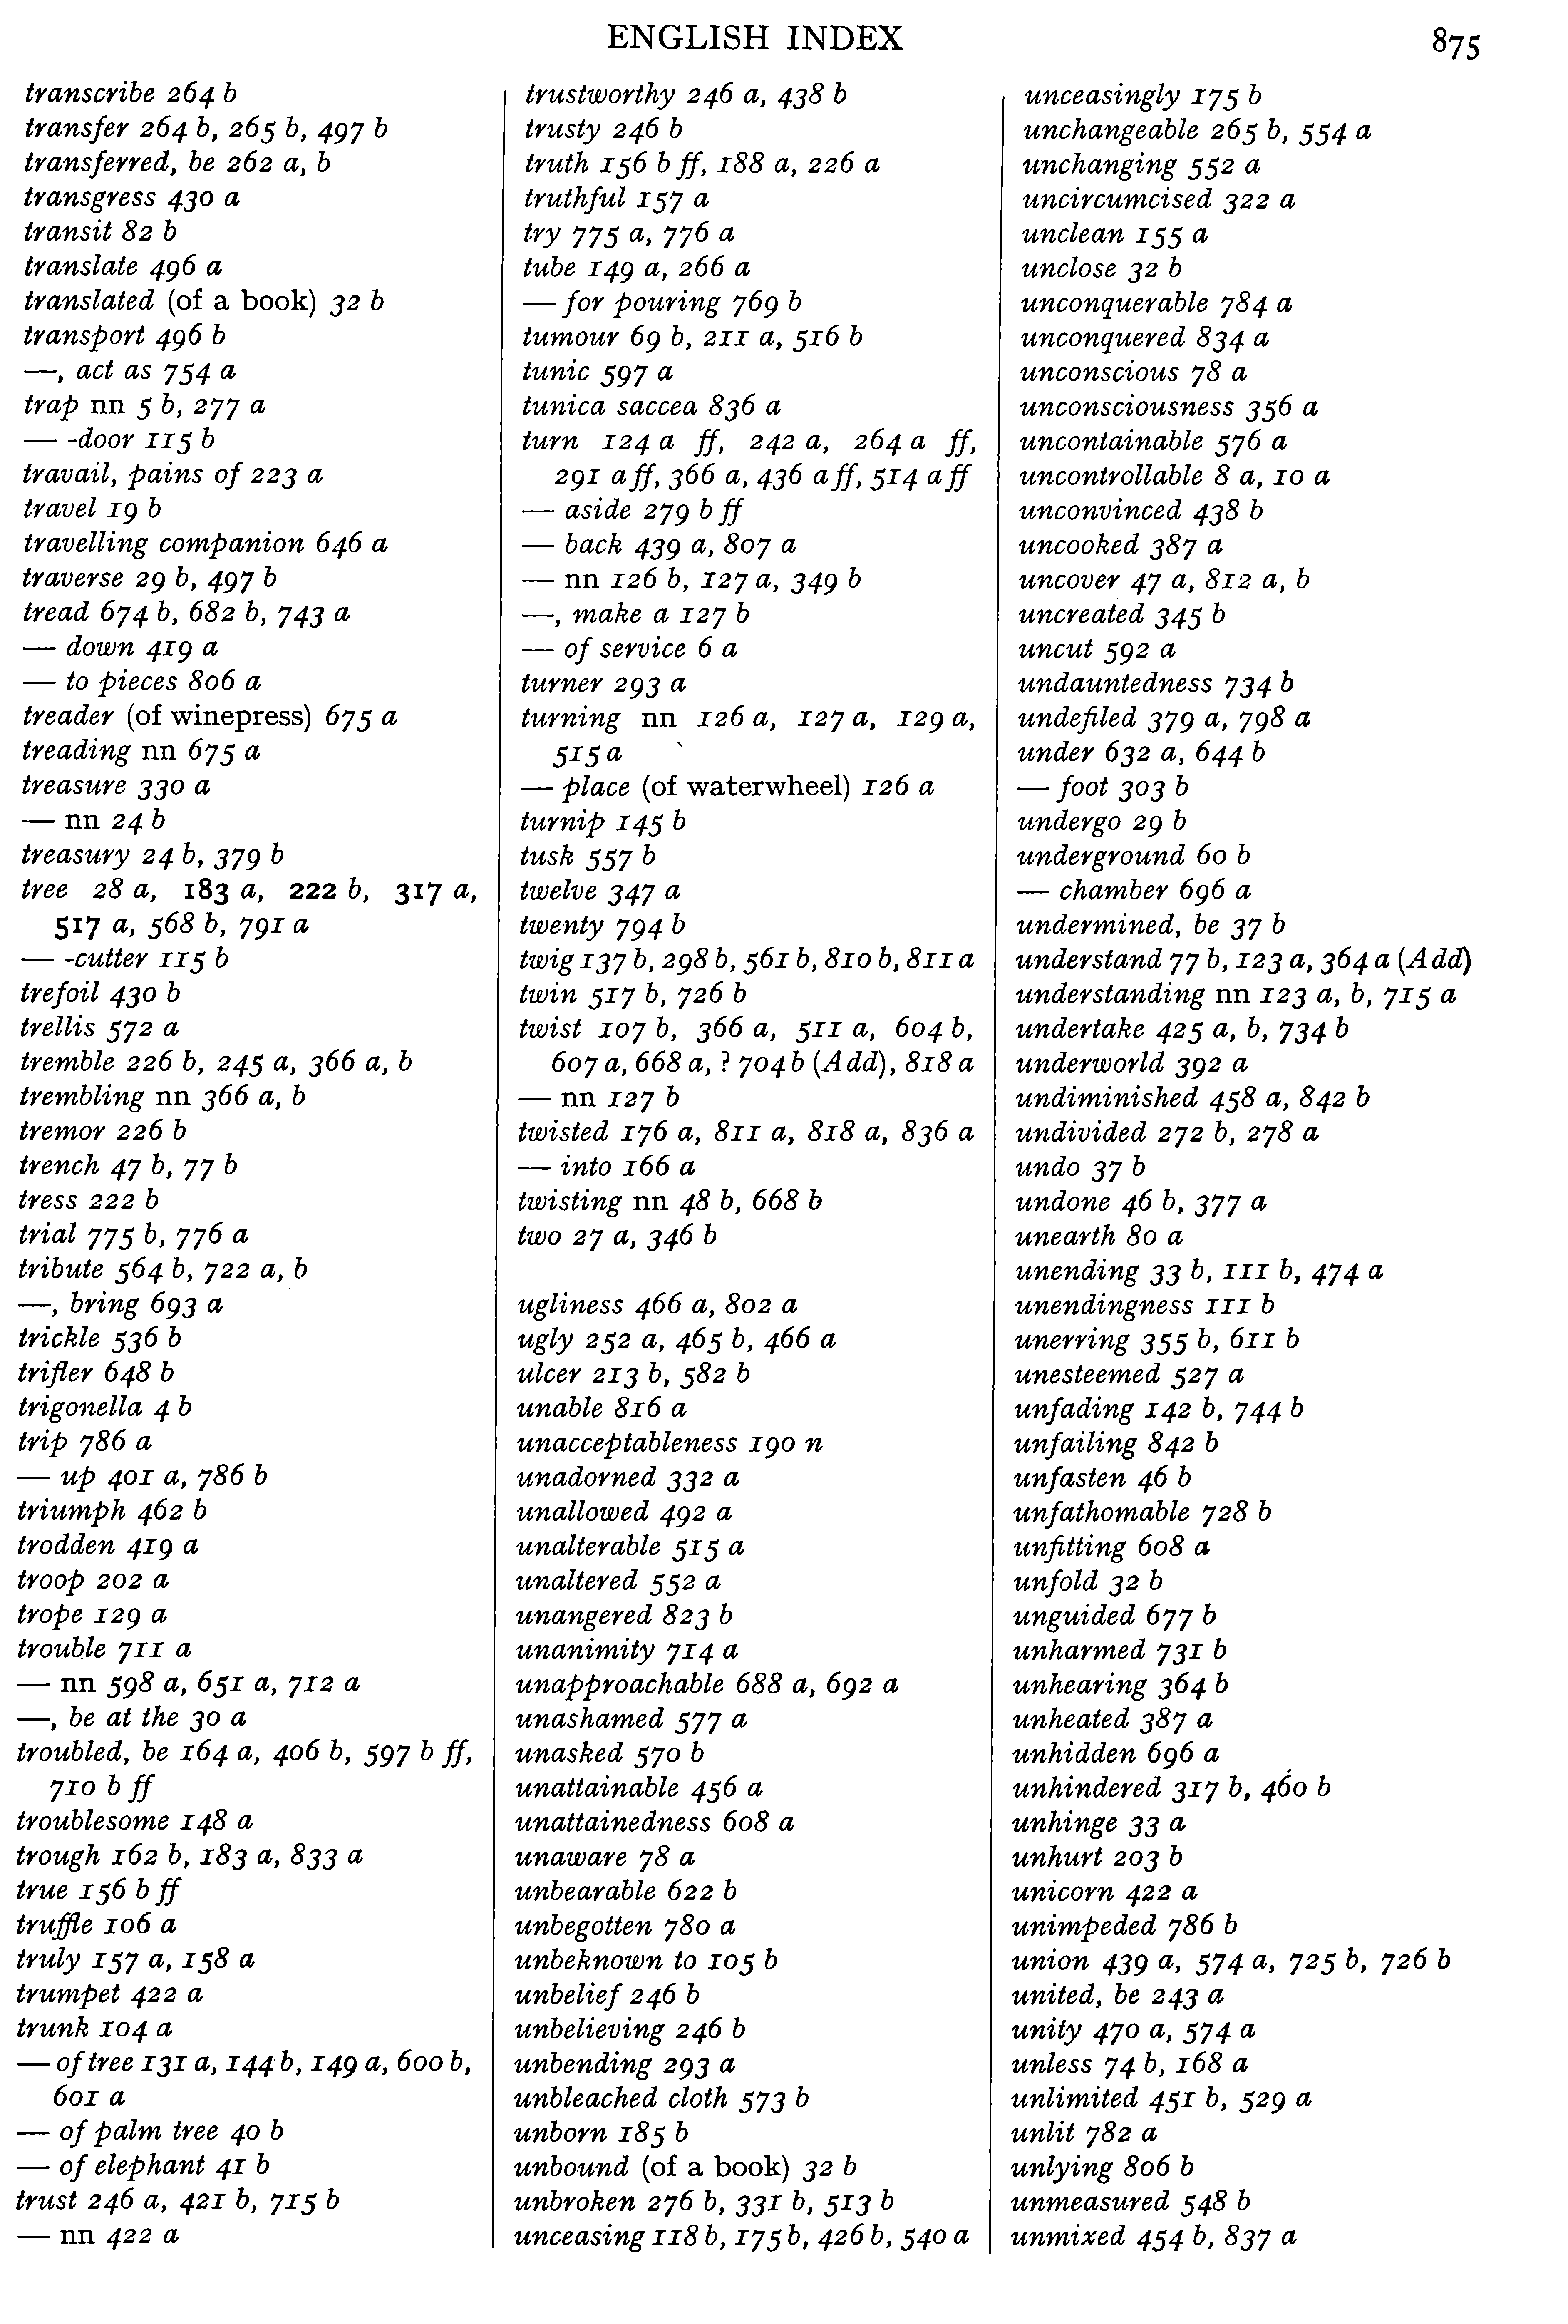 ENGLISH INDEX
875
transcribe 264 b
transfer 264 b, 265 b, 497 b
transferred, be 262 a, b
transgress 430 a
transit 82 b
translate 496 a
translated (of a book) 32 b
transport 496 b
—, act as 754 a
trap nn 5 b, 277 a
— -door 115 b
travail, pains of 223 a
travel 19 b
travelling companion 646 a
traverse 29 b, 497 b
tread 674 b, 682 b, 743 a
— down 419 a
— to pieces 806 a
treader (of winepress) 675 a
treading nn 675 a
treasure 330 a
— nn 24 b
treasury 24 b, 379 b
tree 28 a, 183 a, 222 b, 317 a,
517 a, 568 b, 791 a
— -cutter 115 b
trefoil 430 b
trellis 572 a
tremble 226 b, 245 a, 366 a, b
trembling nn 366 a, b
tremor 226 b
trench 47 b, 77 b
tress 222 b
trial 775 b, 776 a
tribute 564 b, 722 a, b
—, bring 693 a
trickle 536 b
trifler 648 b
trigonella 4 b
trip 786 a
— up 401 a, 786 b
triumph 462 b
trodden 419 a
troop 202 a
trope 129 a
trouble 711 a
— nn 598 a, 651 a, 712 a
—, be at the 30 a
troubled, be 164 a, 406 b, 597 b ff,
710 b ff
troublesome 148 a
trough 162 b, 183 a, 833 a
true 156 b ff
truffle 106 a
truly 157 a, 158 a
trumpet 422 a
trunk 104 a
— of tree 131 a, 144 b, 149 a, 600 b,
601 a
— of palm tree 40 b
— of elephant 41 b
trust 246 a, 421 b, 715 b
— nn 422 a
trustworthy 246 a, 438 b
trusty 246 b
truth 156 b ff, 188 a, 226 a
truthful 157 a
try 775 a, 776 a
tube 149 a, 266 a
— for pouring 769 b
tumour 69 b, 211 a, 516 b
tunic 597 a
tunica saccea 836 a
turn 124 a ff, 242 a, 264 a ff,
291 a ff, 366 a, 436 a ff, 514 a ff
— aside 279 b ff
— back 439 a, 807 a
— nn 126 b, 127 a, 349 b
—, make a 127 b
— of service 6 a
turner 293 a
turning nn 126 a, 127 a, 129 a,
515 a
— place (of waterwheel) 126 a
turnip 145 b
tusk 557 b
twelve 347 a
twenty 794 b
twig 137 b, 298 b, 561 b, 810 b, 811 a
twin 517 b, 726 b
twist 107 b, 366 a, 511 a, 604 b,
607 a, 668 a, ? 704 b (Add), 818 a
— nn 127 b
twisted 176 a, 811 a, 818 a, 836 a
— into 166 a
twisting nn 48 b, 668 b
two 27 a, 346 b
ugliness 466 a, 802 a
ugly 252 a, 465 b, 466 a
ulcer 213 b, 582 b
unable 816 a
unacceptableness 190 n
unadorned 332 a
unallowed 492 a
unalterable 515 a
unaltered 552 a
unangered 823 b
unanimity 714 a
unapproachable 688 a, 692 a
unashamed 577 a
unasked 570 b
unattainable 456 a
unattainedness 608 a
unaware 78 a
unbearable 622 b
unbegotten 780 a
unbeknown to 105 b
unbelief 246 b
unbelieving 246 b
unbending 293 a
unbleached cloth 573 b
unborn 185 b
unbound (of a book) 32 b
unbroken 276 b, 331 b, 513 b
unceasing 118 b, 175 b, 426 b, 540 a
unceasingly 175 b
unchangeable 265 b, 554 a
unchanging 552 a
uncircumcised 322 a
unclean 155 a
unclose 32 b
unconquerable 784 a
unconquered 834 a
unconscious 78 a
unconsciousness 356 a
uncontainable 576 a
uncontrollable 8 a, 10 a
unconvinced 438 b
uncooked 387 a
uncover 47 a, 812 a, b
uncreated 345 b
uncut 592 a
undauntedness 734 b
undefiled 379 a, 798 a
under 632 a, 644 b
— foot 303 b
undergo 29 b
underground 60 b
— chamber 696 a
undermined, be 37 b
understand 77 b, 123 a, 364 a (Add)
understanding nn 123 a, b, 715 a
undertake 425 a, b, 734 b
underworld 392 a
undiminished 458 a, 842 b
undivided 272 b, 278 a
undo 37 b
undone 46 b, 377 a
unearth 80 a
unending 33 b, 111 b, 474 a
unendingness 111 b
unerring 355 b, 611 b
unesteemed 527 a
unfading 142 b, 744 b
unfailing 842 b
unfasten 46 b
unfathomable 728 b
unfitting 608 a
unfold 32 b
unguided 677 b
unharmed 731 b
unhearing 364 b
unheated 387 a
unhidden 696 a
unhindered 317 b, 460 b
unhinge 33 a
unhurt 203 b
unicorn 422 a
unimpeded 786 b
union 439 a, 574 a, 725 b, 726 b
united, be 243 a
unity 470 a, 574 a
unless 74 b, 168 a
unlimited 451 b, 529 a
unlit 782 a
unlying 806 b
unmeasured 548 b
unmixed 454 b, 837 a